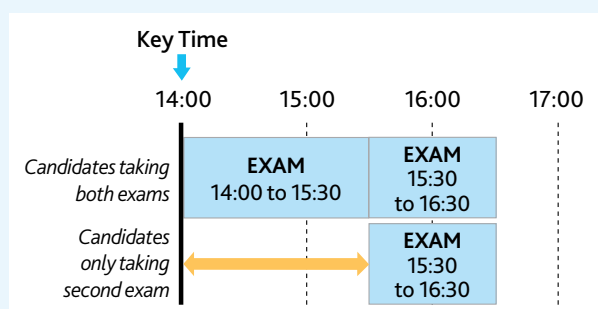 Key Time
14:00 15:00 16:00 17:00
Candidates taking
both exams
EXAM
14:00 to 15:30
EXAM
15:30
to 16:30
Candidates
only taking
second exam
EXAM
15:30
to 16:30